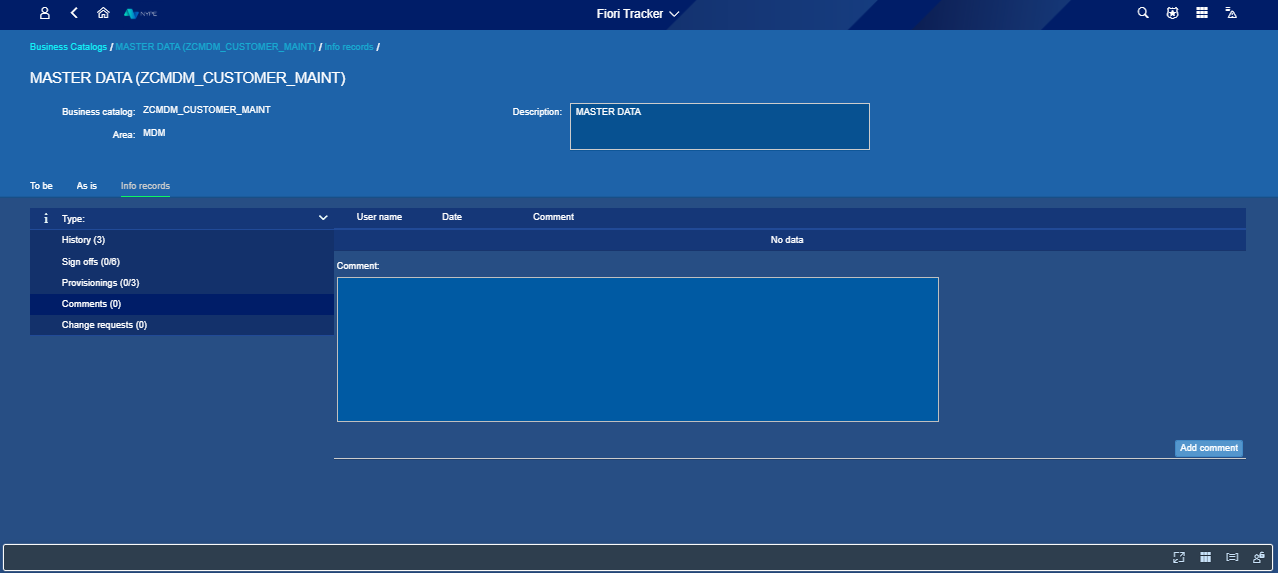 NYPE
Fiori Tracker
Business Catalogs / MASTER DATA (ZCMDM_CUSTOMER_MAINT) / Info records /
MASTER DATA (ZCMDM_CUSTOMER_MAINT)
Business catalog: ZCMDM_CUSTOMER_MAINT
Area: MDM
Description: MASTER DATA
To be As is Info records
Type:
History (3)
Sign offs (0/6)
Provisionings (0/3)
Comments (0)
Change requests (0)
User name Date Comment
No data
Comment:
Add comment